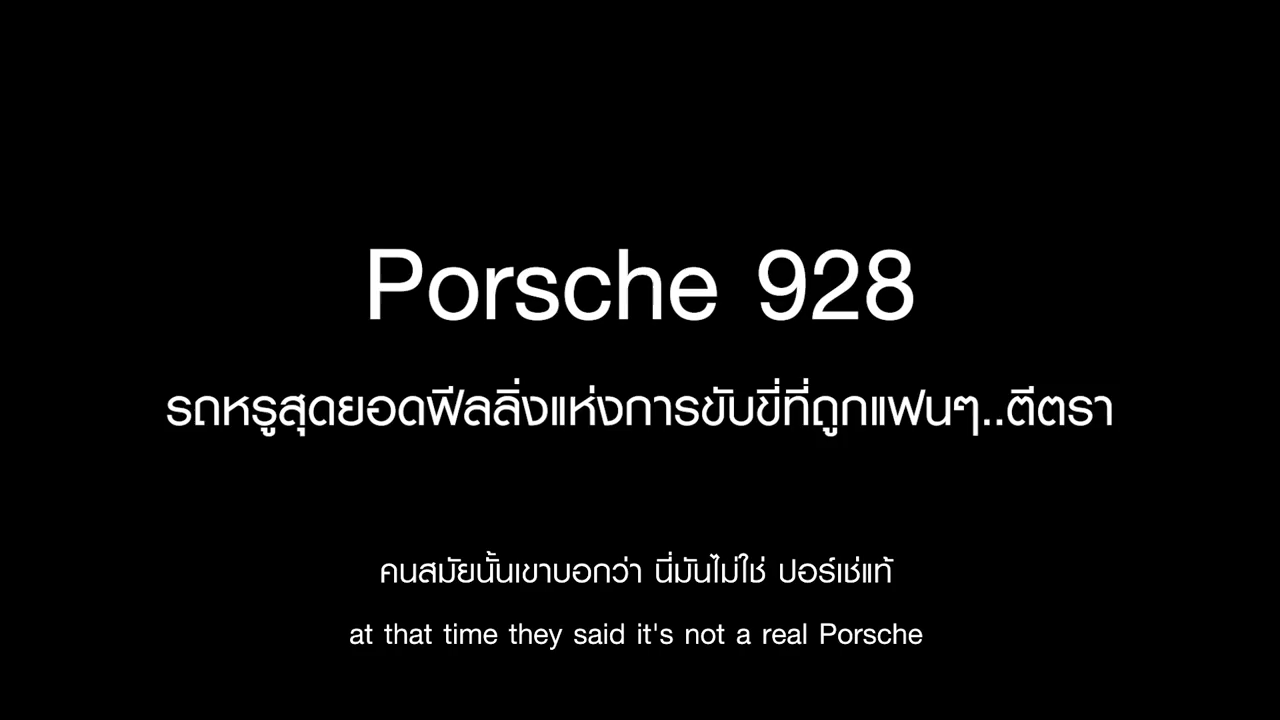 Porsche 928
รถหรูสุดยอดฟีลลิ่งแห่งการขับขี่ที่ถูกแฟนๆ..ตีตรา
คนสมัยนั้นเขาบอกว่า นี่มันไม่ใช่ ปอร์เช่แท้
at that time they said it's not a real Porsche